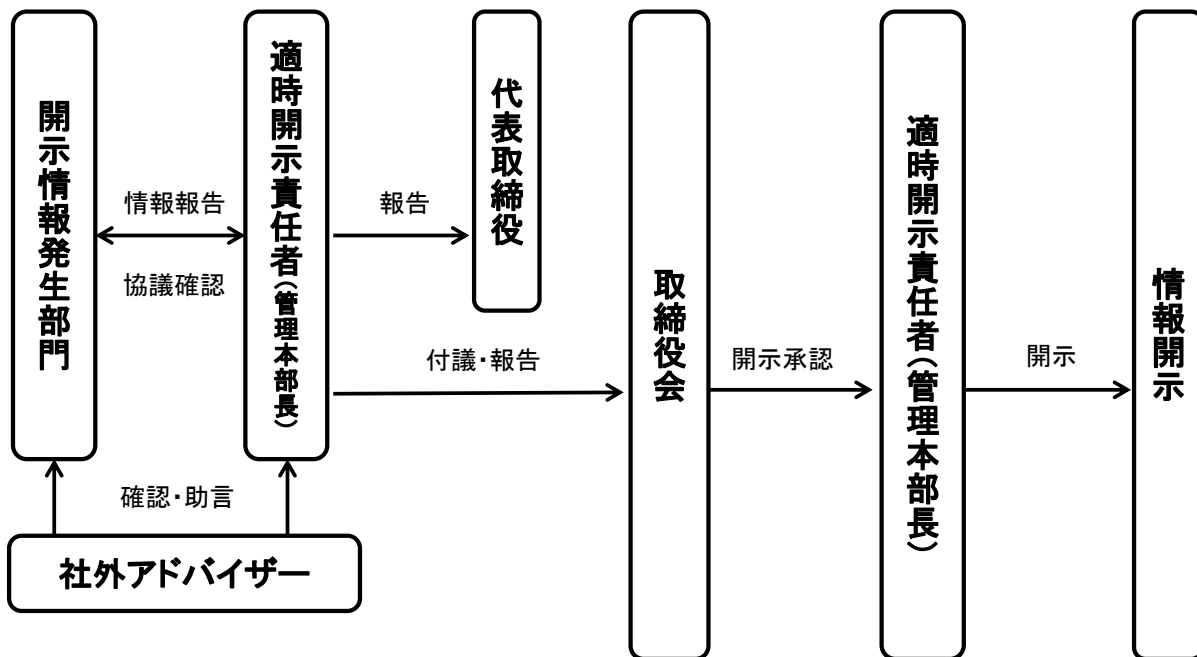 開示情報発生部門
情報報告
協議確認
適時開示責任者(管理本部長)
報告
代表取締役
付議・報告
取締役会
開示承認
適時開示責任者(管理本部長)
開示
情報開示
確認・助言
社外アドバイザー